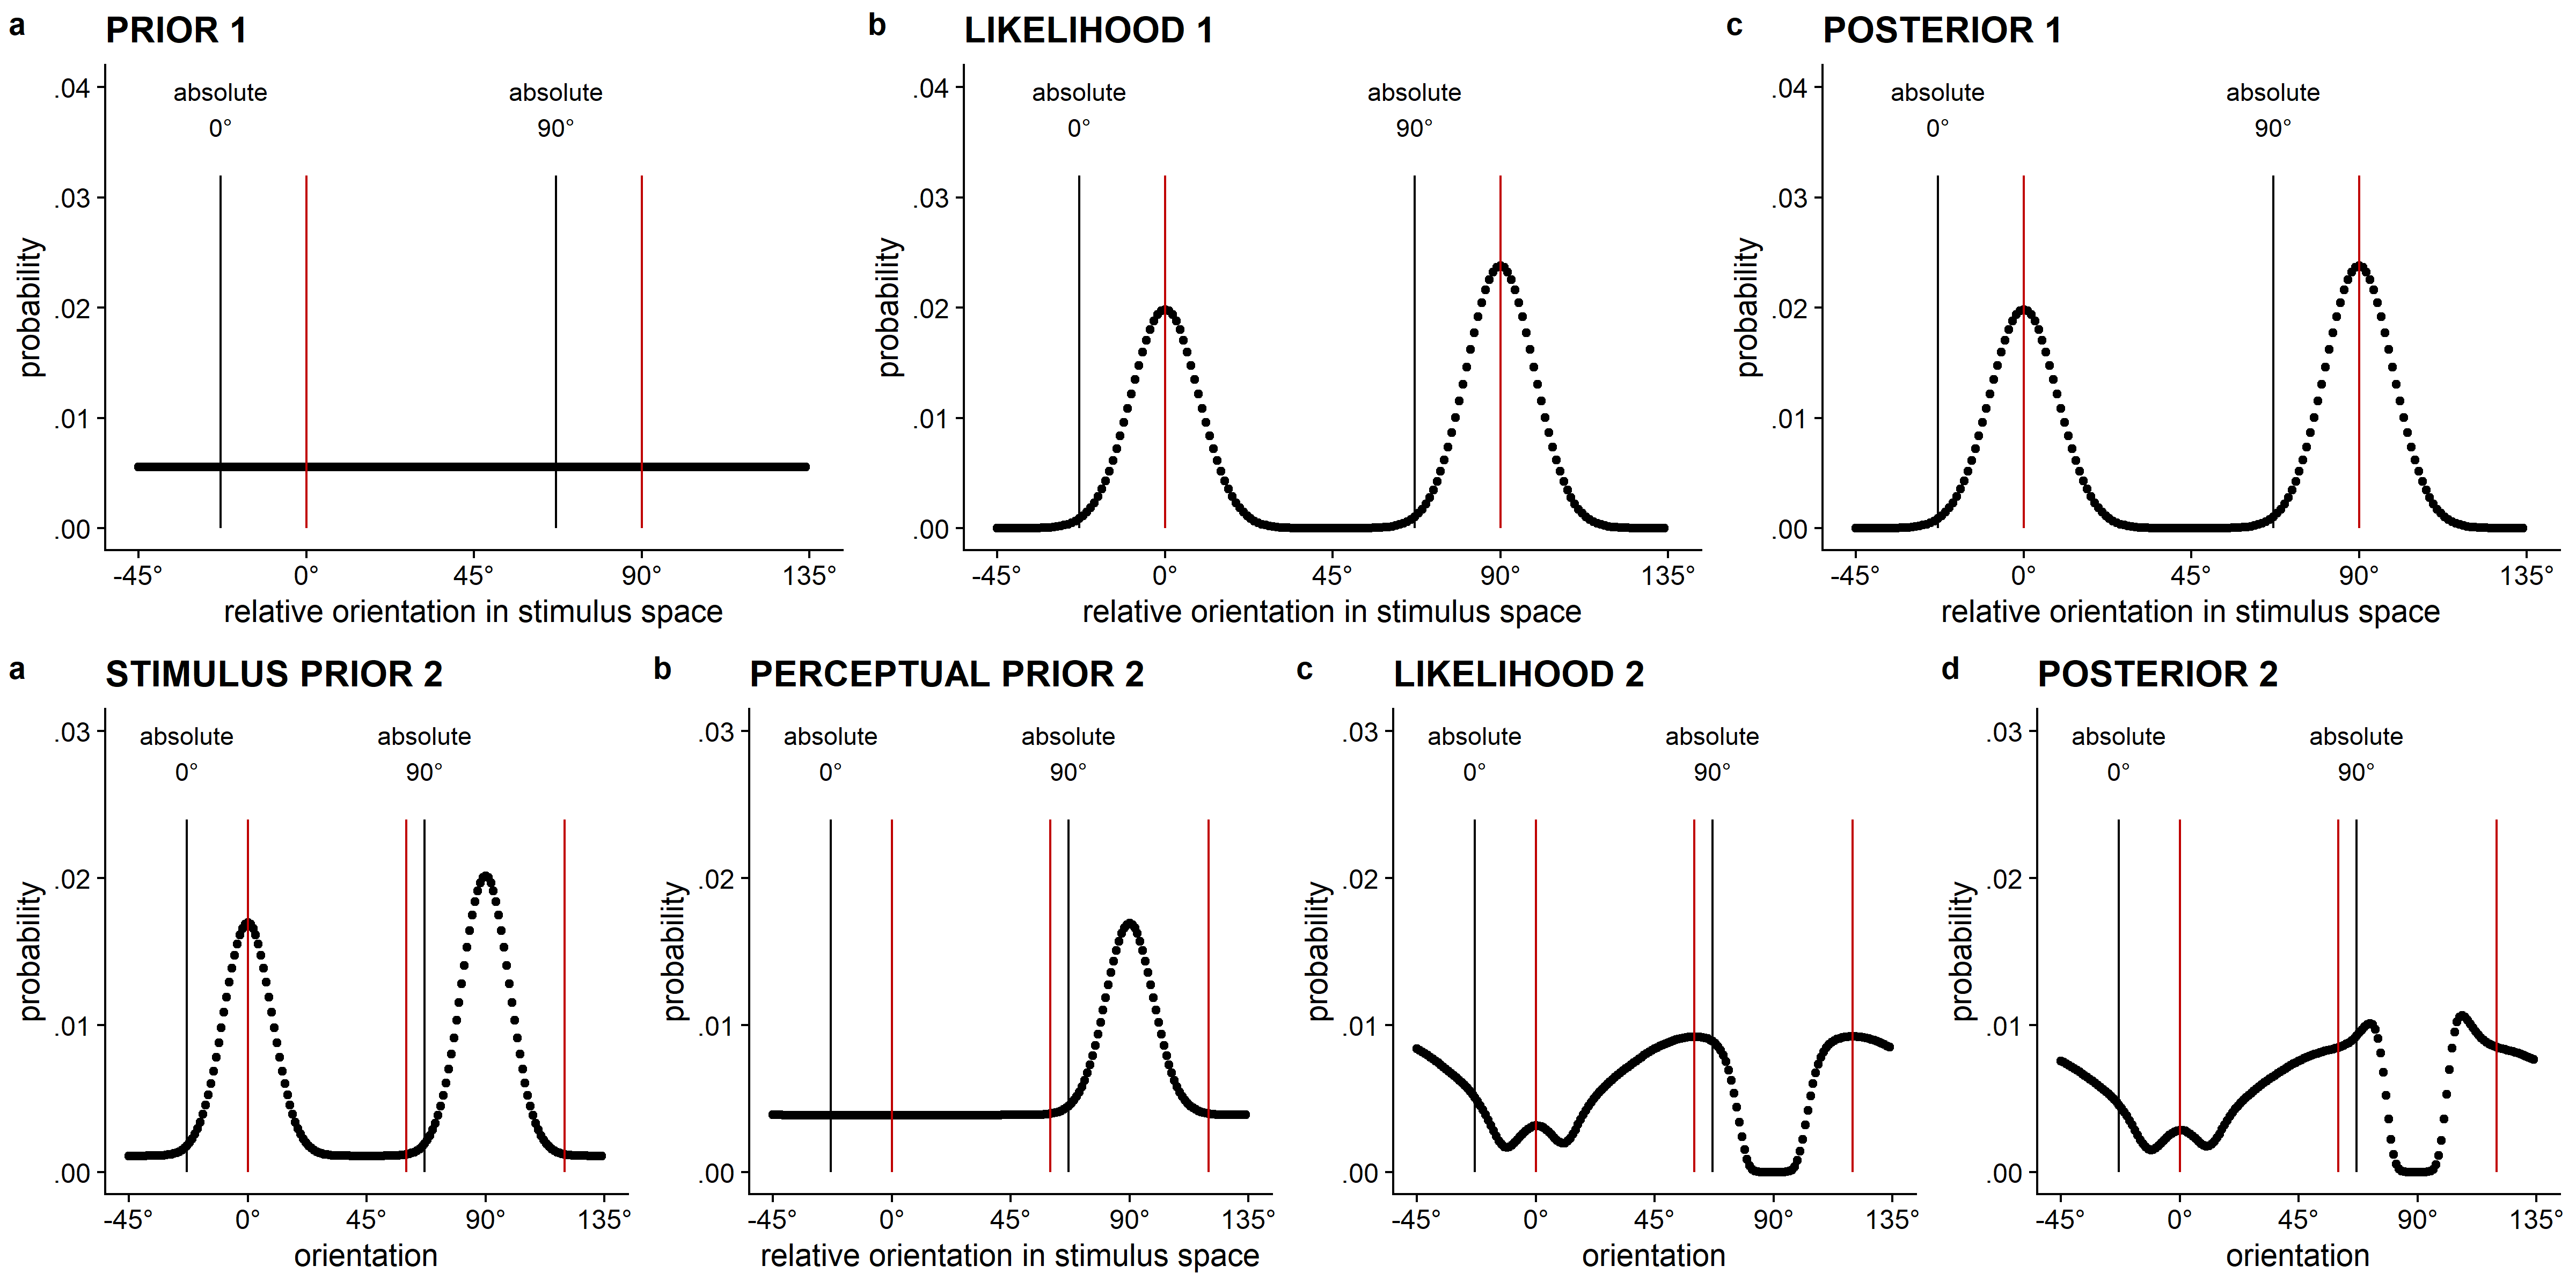 a PRIOR 1
absolute 0°
absolute 90°
.04
.03
.02
.01
.00
probability
-45° 0° 45° 90° 135°
relative orientation in stimulus space
b LIKELIHOOD 1
absolute 0°
absolute 90°
.04
.03
.02
.01
.00
probability
-45° 0° 45° 90° 135°
relative orientation in stimulus space
c POSTERIOR 1
absolute 0°
absolute 90°
.04
.03
.02
.01
.00
probability
-45° 0° 45° 90° 135°
relative orientation in stimulus space
a STIMULUS PRIOR 2
absolute 0°
absolute 90°
.03
.02
.01
.00
probability
-45° 0° 45° 90° 135°
orientation
b PERCEPTUAL PRIOR 2
absolute 0°
absolute 90°
.03
.02
.01
.00
probability
-45° 0° 45° 90° 135°
relative orientation in stimulus space
c LIKELIHOOD 2
absolute 0°
absolute 90°
.03
.02
.01
.00
probability
-45° 0° 45° 90° 135°
orientation
d POSTERIOR 2
absolute 0°
absolute 90°
.03
.02
.01
.00
probability
-45° 0° 45° 90° 135°
orientation